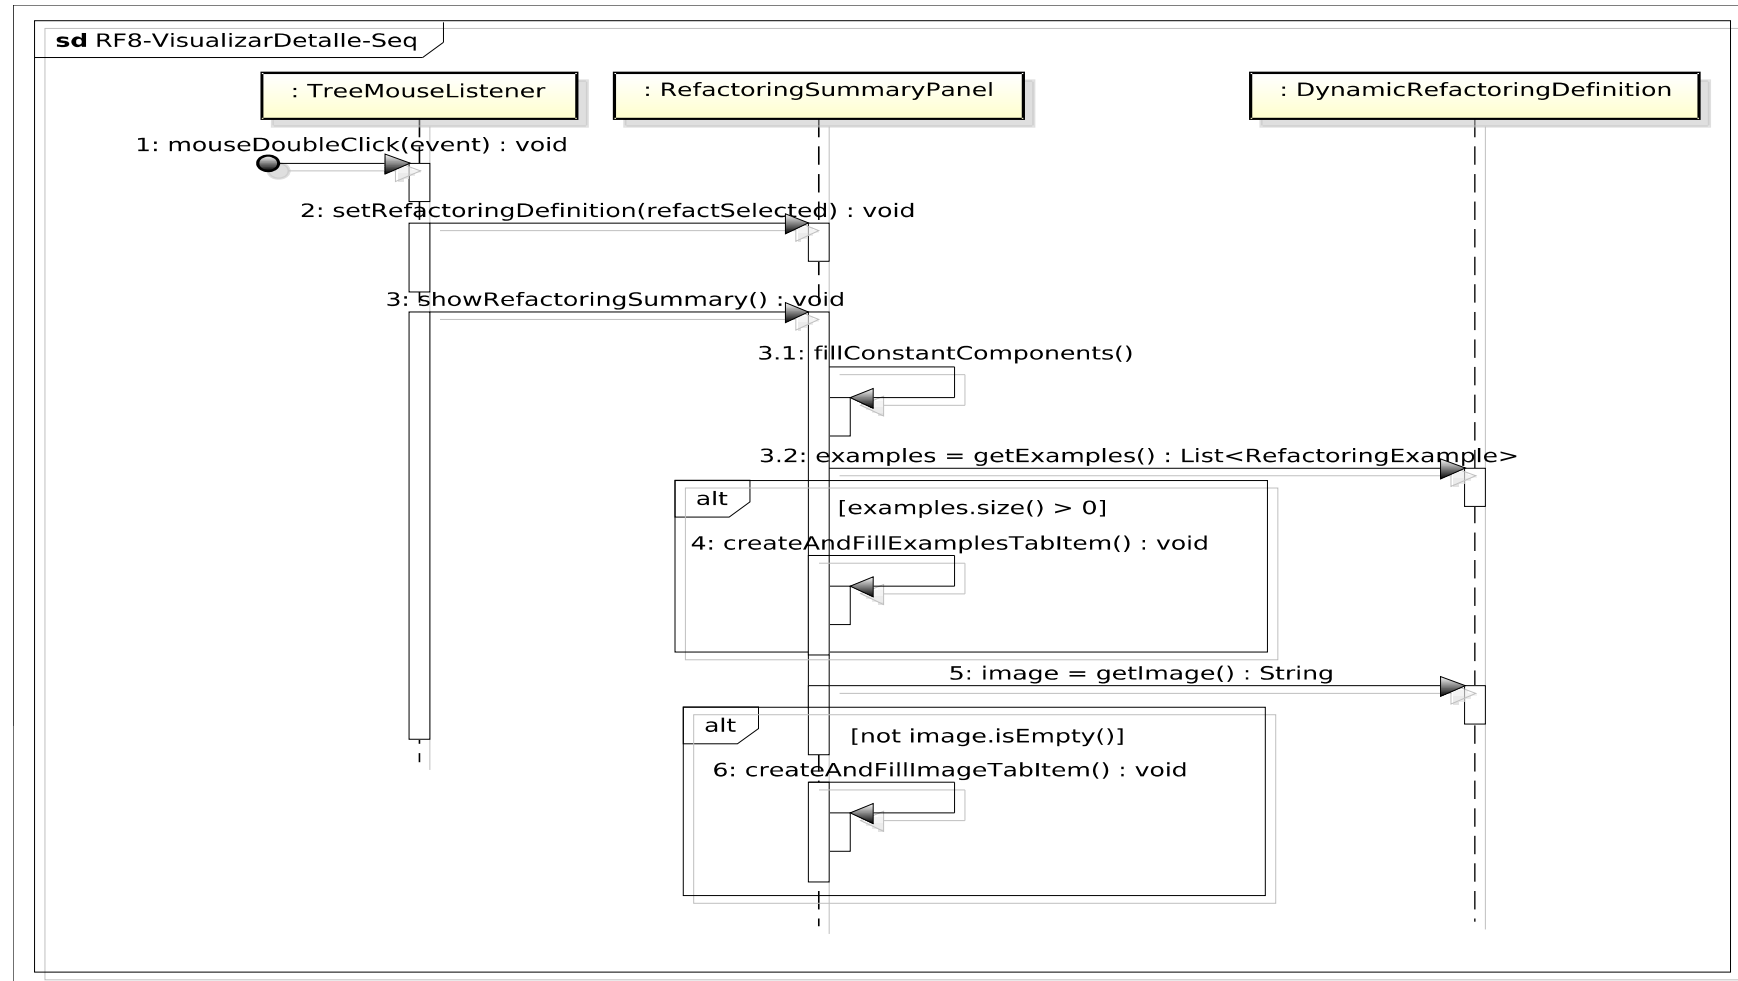 sd RF8-VisualizarDetalle-Seq
: TreeMouseListener
: RefactoringSummaryPanel
: DynamicRefactoringDefinition
1: mouseDoubleClick(event) : void
2: setRefactoringDefinition(refactSelected) : void
3: showRefactoringSummary() : void
3.1: fillConstantComponents()
3.2: examples = getExamples() : List<RefactoringExample>
alt
[examples.size() > 0]
4: createAndFillExamplesTabItem() : void
5: image = getImage() : String
alt
[not image.isEmpty()]
6: createAndFillImageTabItem() : void